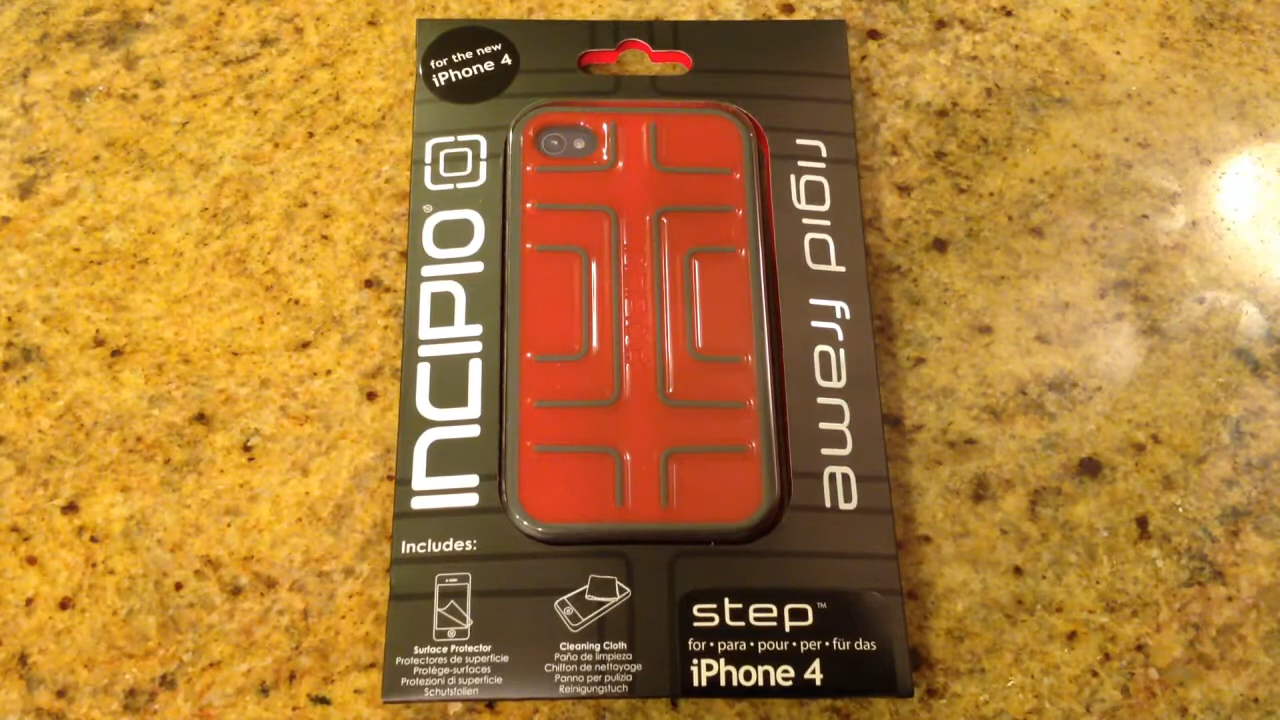 for the new
iPhone 4
INCIPIO®
rigid frame
Includes:
Surface Protector
Protectores de superficie
Protège-surfaces
Protezioni di superficie
Schutsfolien
Cleaning Cloth
Paño de limpieza
Chiffon de nettoyage
Panno per pulizia
Reinigungstuch
step™
for • para • pour • per • für das
iPhone 4